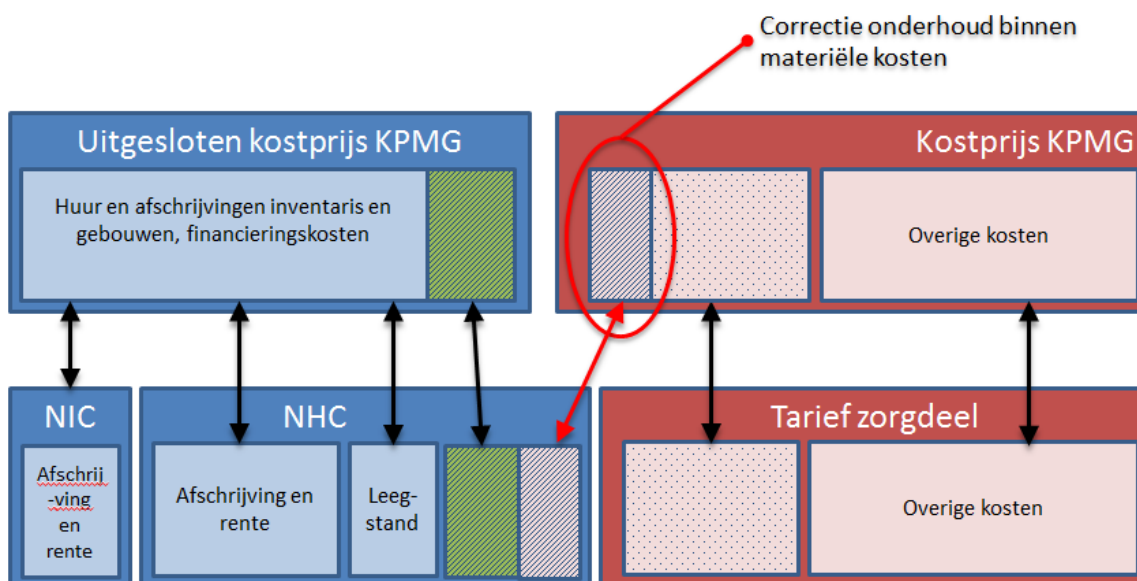 Correctie onderhoud binnen
materiële kosten
Uitgesloten kostprijs KPMG
Kostprijs KPMG
Huur en afschrijvingen inventaris en
gebouwen, financieringskosten
Overige kosten
NIC
NHC
Tarief zorgdeel
Afschrij
-ving
en
rente
Afschrijving en
rente
Leeg-
stand
Overige kosten